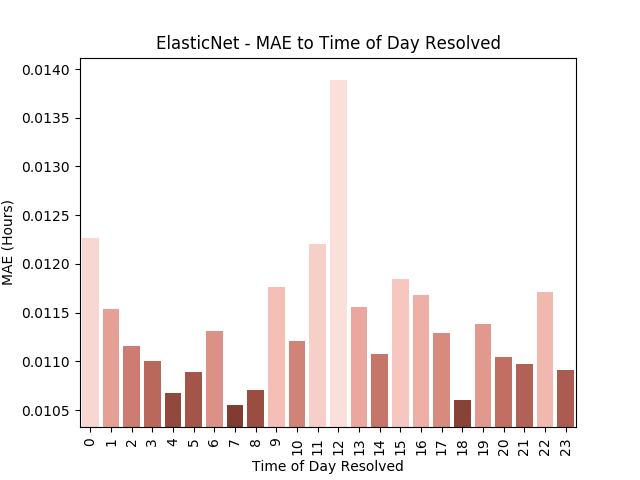 ElasticNet - MAE to Time of Day Resolved
MAE (Hours)
0.0140
0.0135
0.0130
0.0125
0.0120
0.0115
0.0110
0.0105
0 1 2 3 4 5 6 7 8 9 10 11 12 13 14 15 16 17 18 19 20 21 22 23
Time of Day Resolved